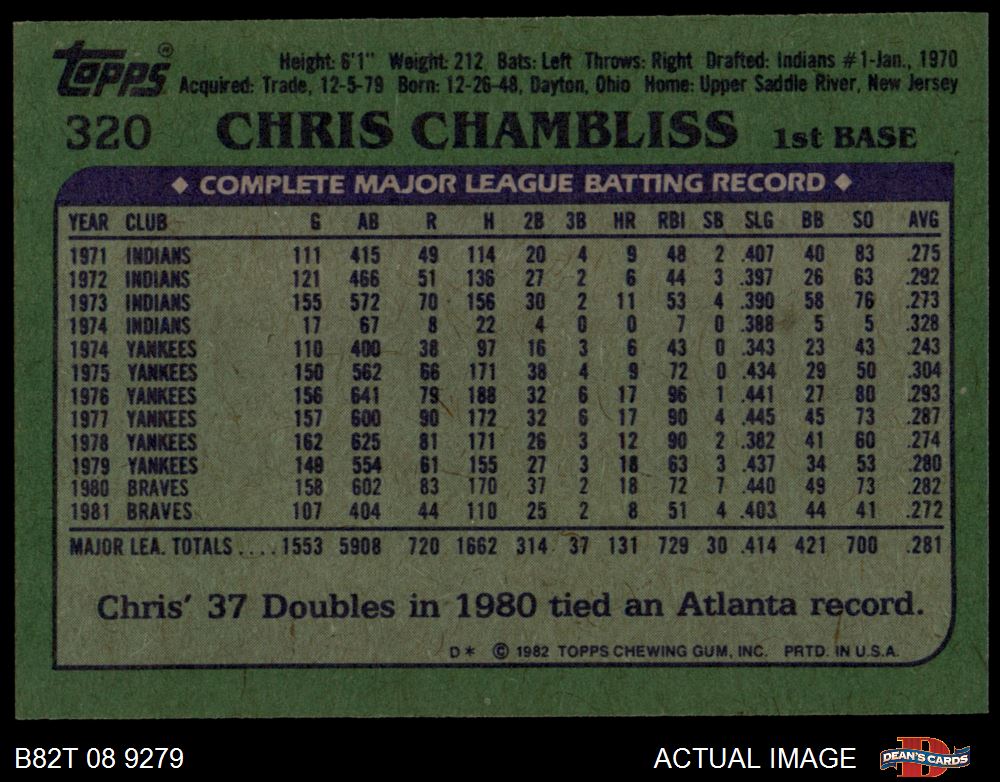 topps®
Height: 6'1" Weight: 212 Bats: Left Throws: Right Drafted: Indians #1-Jan., 1970
Acquired: Trade, 12-5-79 Born: 12-26-48, Dayton, Ohio Home: Upper Saddle River, New Jersey
320 CHRIS CHAMBLISS 1st BASE
◆ COMPLETE MAJOR LEAGUE BATTING RECORD ◆
YEAR CLUB G AB R H 2B 3B HR RBI SB SLG BB SO AVG
1971 INDIANS 111 415 49 114 20 4 9 48 2 .407 40 83 .275
1972 INDIANS 121 466 51 136 27 2 6 44 3 .397 26 63 .292
1973 INDIANS 155 572 70 156 30 2 11 53 4 .390 58 76 .273
1974 INDIANS 17 67 8 22 4 0 0 7 0 .388 5 5 .328
1974 YANKEES 110 400 38 97 16 3 6 43 0 .343 23 43 .243
1975 YANKEES 150 562 66 171 38 4 9 72 0 .434 29 50 .304
1976 YANKEES 156 641 79 188 32 6 17 96 1 .441 27 80 .293
1977 YANKEES 157 600 90 172 32 6 17 90 4 .445 45 73 .287
1978 YANKEES 162 625 81 171 26 3 12 90 2 .382 41 60 .274
1979 YANKEES 149 554 61 155 27 3 18 63 3 .437 34 53 .280
1980 BRAVES 158 602 83 170 37 2 18 72 7 .440 49 73 .282
1981 BRAVES 107 404 44 110 25 2 8 51 4 .403 44 41 .272
MAJOR LEA. TOTALS .... 1553 5908 720 1662 314 37 131 729 30 .414 421 700 .281
Chris' 37 Doubles in 1980 tied an Atlanta record.
D* © 1982 TOPPS CHEWING GUM, INC. PRTD. IN U.S.A.
B82T 08 9279 ACTUAL IMAGE DEAN'S CARDS